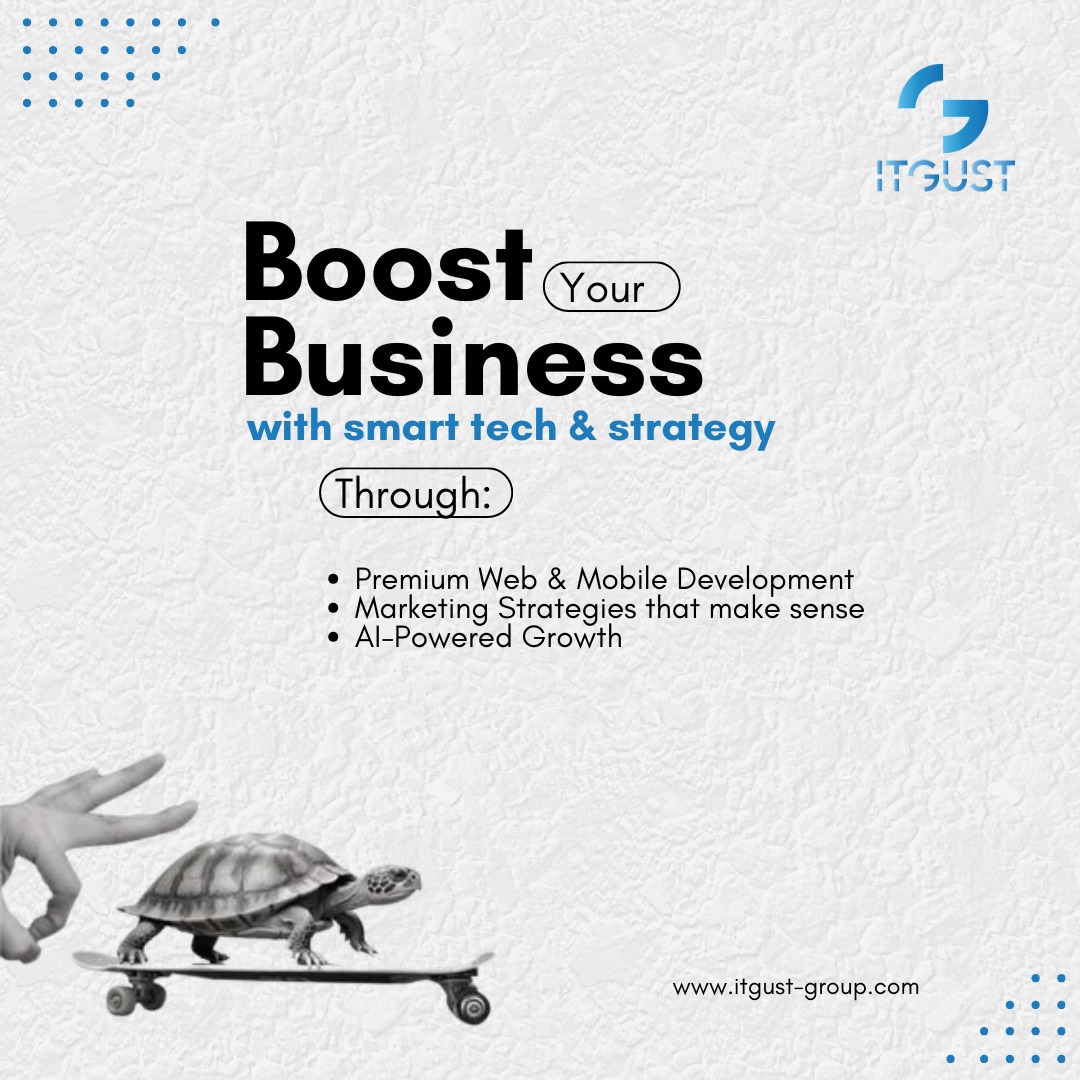 ITGUST
Boost Your
Business
with smart tech & strategy
Through:
• Premium Web & Mobile Development
• Marketing Strategies that make sense
• AI-Powered Growth
www.itgust-group.com